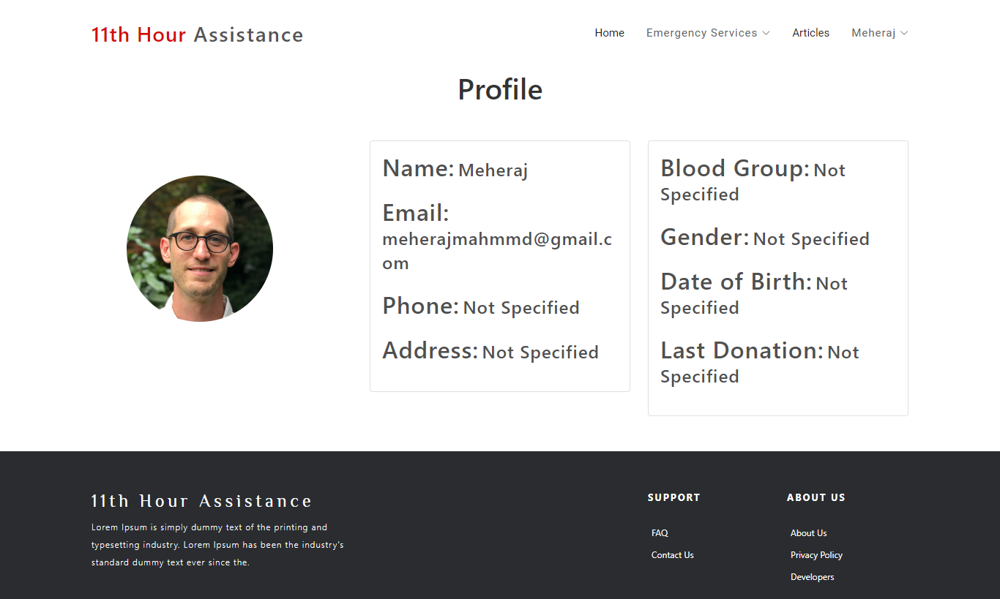 11th Hour Assistance
Home
Emergency Services
Articles
Meheraj
Profile
Name: Meheraj
Email:
meherajmahmmd@gmail.c
om
Phone: Not Specified
Address: Not Specified
Blood Group: Not
Specified
Gender: Not Specified
Date of Birth: Not
Specified
Last Donation: Not
Specified
11th Hour Assistance
Lorem Ipsum is simply dummy text of the printing and
typesetting industry. Lorem Ipsum has been the industry's
standard dummy text ever since the.
SUPPORT
FAQ
Contact Us
ABOUT US
About Us
Privacy Policy
Developers